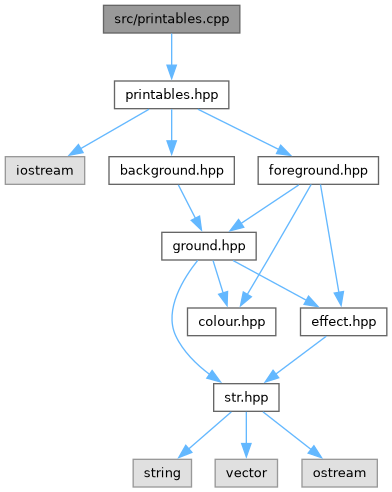 src/printables.cpp
printables.hpp
iostream
background.hpp
foreground.hpp
ground.hpp
colour.hpp
effect.hpp
str.hpp
string
vector
ostream